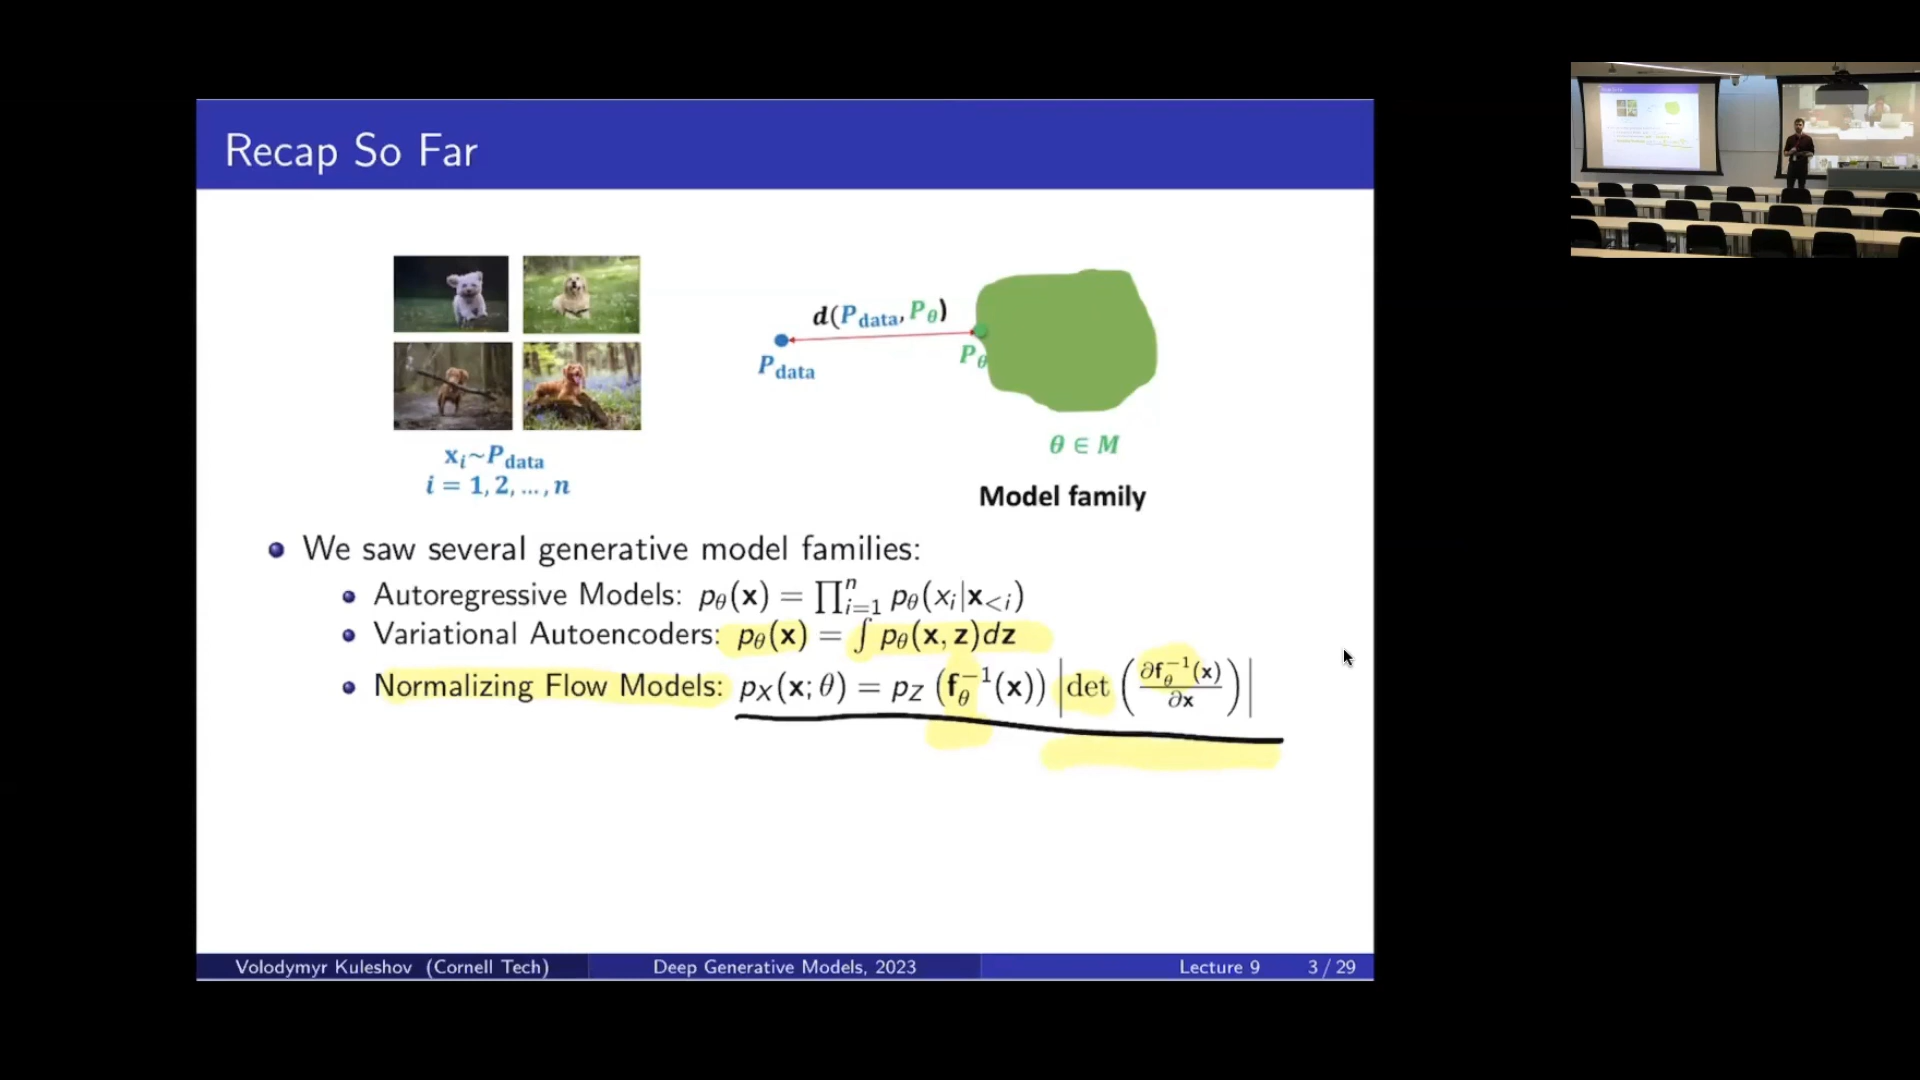 Recap So Far
d(P_data, P_θ)
P_data
P_θ
x_i~P_data
i = 1, 2, ..., n
θ ∈ M
Model family
We saw several generative model families:
Autoregressive Models: p_θ(x) = ∏_{i=1}^{n} p_θ(x_i|x_{<i})
Variational Autoencoders: p_θ(x) = ∫ p_θ(x, z)dz
Normalizing Flow Models: p_X(x; θ) = p_Z (f_θ^{-1}(x)) |det (∂f_θ^{-1}(x)/∂x)|
Volodymyr Kuleshov (Cornell Tech) Deep Generative Models, 2023 Lecture 9 3 / 29